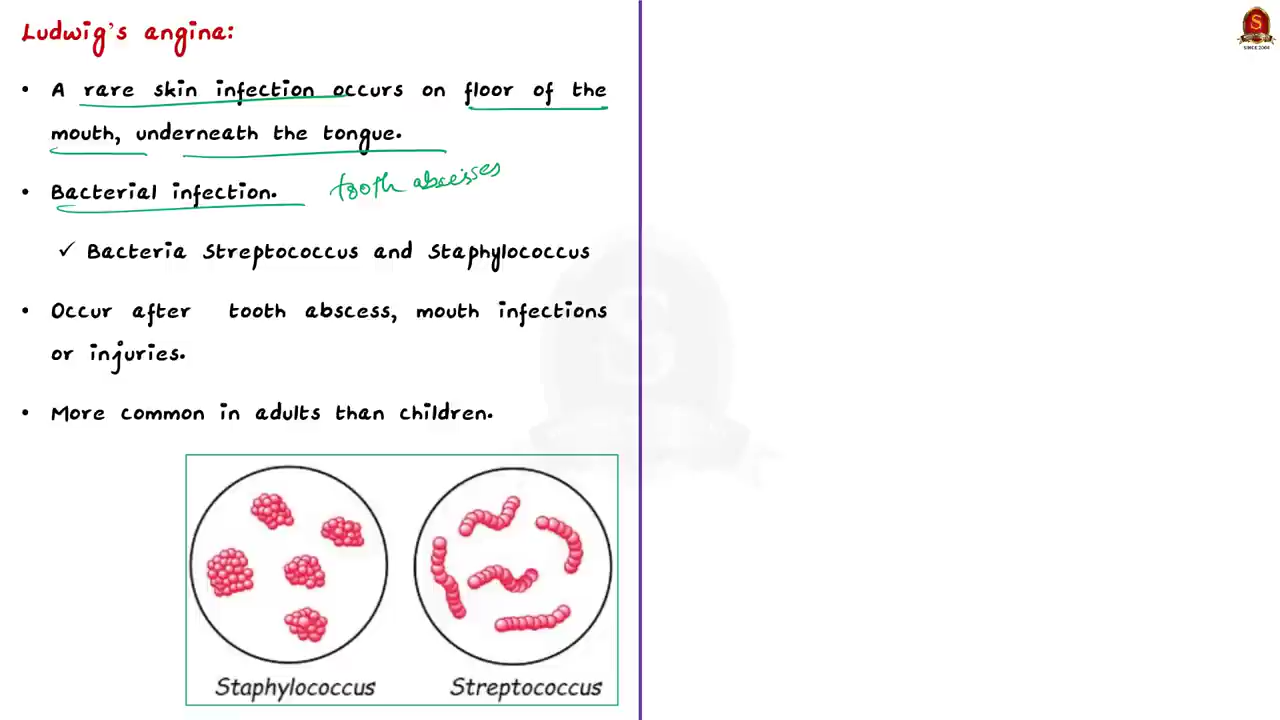 Ludwig's angina:
• A rare skin infection occurs on floor of the
mouth, underneath the tongue.
• Bacterial infection.
tooth abscesses
✓ Bacteria Streptococcus and Staphylococcus
• Occur after tooth abscess, mouth infections
or injuries.
• More common in adults than children.
Staphylococcus
Streptococcus
S
SINCE 2004